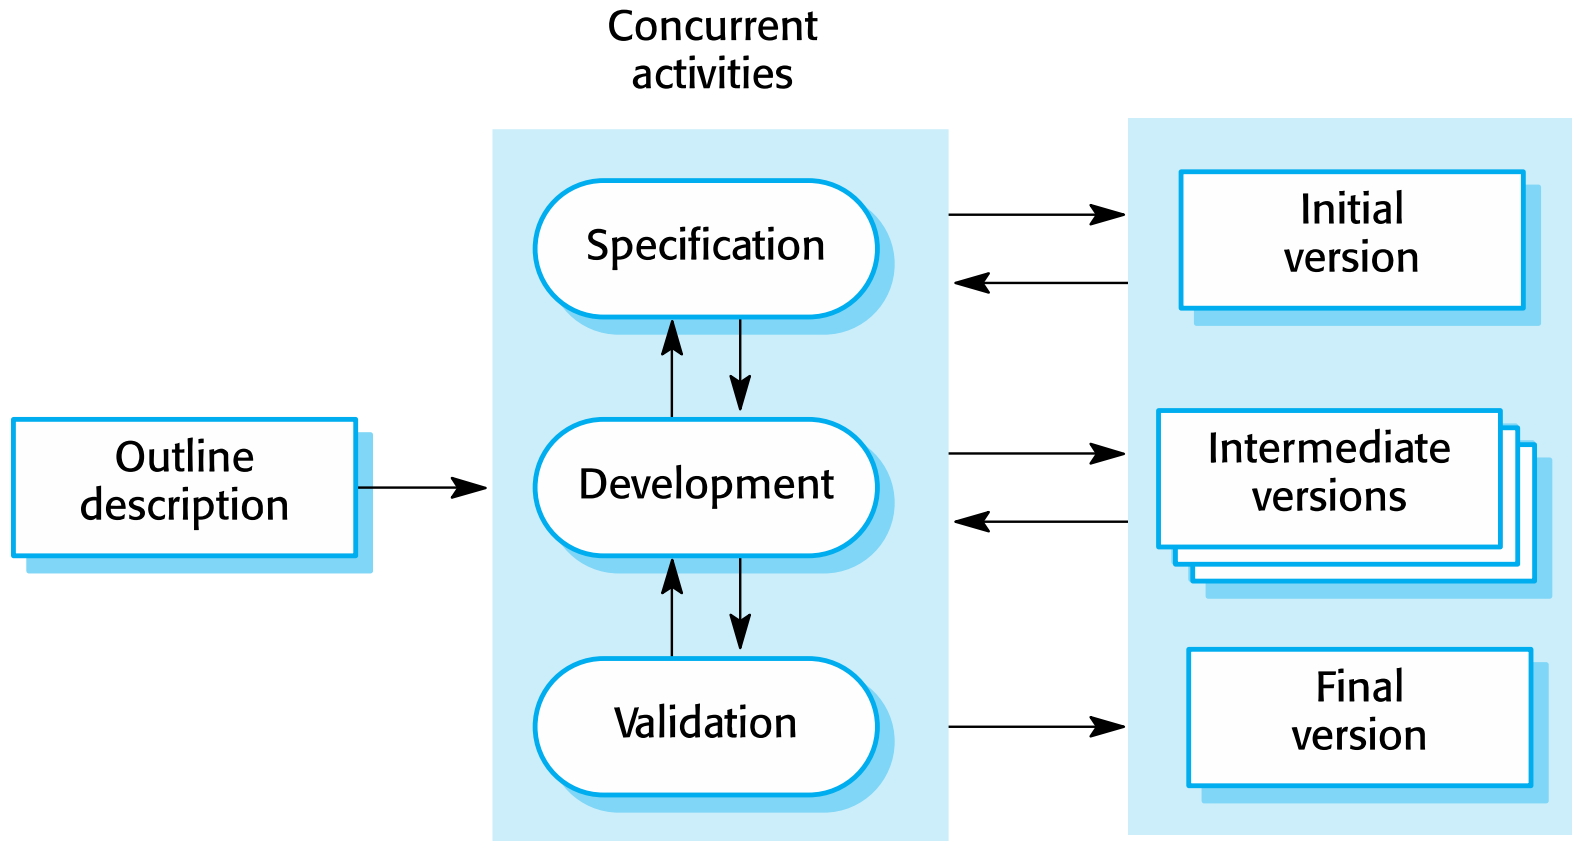 Concurrent
activities
Specification
Initial
version
Outline
description
Development
Intermediate
versions
Validation
Final
version